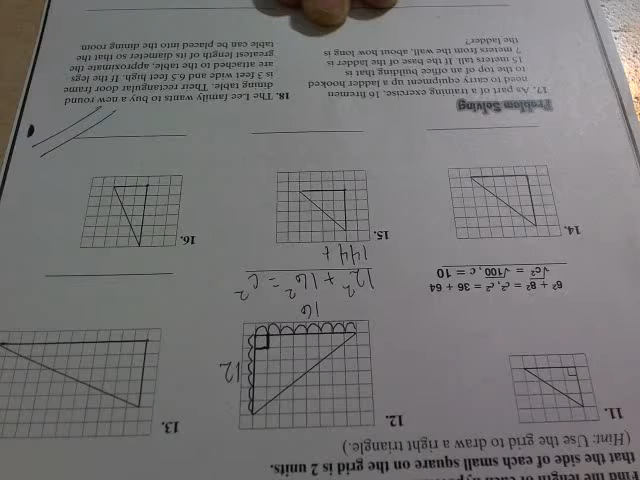 Find the length of each
that the side of each small square on the grid is 2 units.
(Hint: Use the grid to draw a right triangle.)
11.
12.
13.
12
16
6² + 8² = c², c² = 36 + 64
√c² = √100, c = 10
12² + 16² = c²
144 +
14.
15.
16.
Problem Solving
17. As part of a training exercise, 16 firemen
need to carry equipment up a ladder hooked
to the top of an office building that is
15 meters tall. If the base of the ladder is
7 meters from the wall, about how long is
the ladder?
18. The Lee family wants to buy a new round
dining table. Their rectangular door frame
is 3 feet wide and 6.5 feet high. If the legs
are attached to the table, approximate the
greatest length of its diameter so that the
table can be placed into the dining room